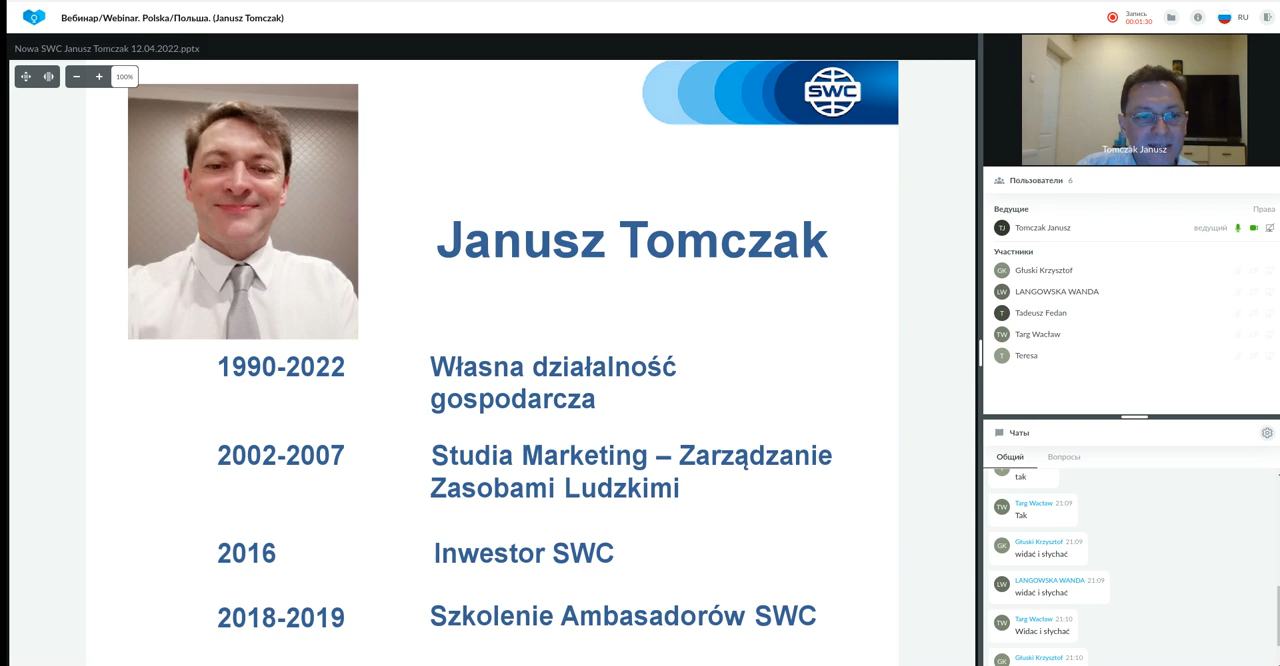 Вебинар/Webinar. Polska/Польша. (Janusz Tomczak)
Запись
00:01:30
RU
Nowa SWC Janusz Tomczak 12.04.2022.pptx
100%
SWC
Janusz Tomczak
1990-2022
Własna działalność
gospodarcza
2002-2007
Studia Marketing – Zarządzanie
Zasobami Ludzkimi
2016
Inwestor SWC
2018-2019
Szkolenie Ambasadorów SWC
Tomczak Janusz
Пользователи 6
Ведущие
Права
TJ
Tomczak Janusz
ведущий
Участники
GK
Głuski Krzysztof
LW
LANGOWSKA WANDA
T
Tadeusz Fedan
TW
Targ Wacław
T
Teresa
Чаты
Общий
Вопросы
tak
TW
Targ Wacław 21:09
Tak
GK
Głuski Krzysztof 21:09
widać i słychać
LW
LANGOWSKA WANDA 21:09
widać i słychać
TW
Targ Wacław 21:10
Widac i słychać
GK
Głuski Krzysztof 21:10